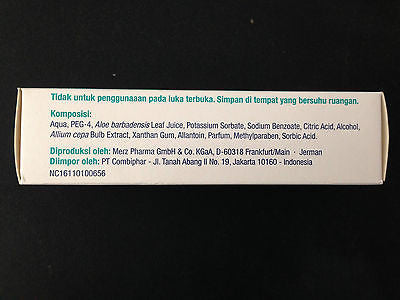 Tidak untuk penggunaaan pada luka terbuka. Simpan di tempat yang bersuhu ruangan.
Komposisi:
Aqua, PEG-4, Aloe barbadensis Leaf Juice, Potassium Sorbate, Sodium Benzoate, Citric Acid, Alcohol,
Allium cepa Bulb Extract, Xanthan Gum, Allantoin, Parfum, Methylparaben, Sorbic Acid.
Diproduksi oleh: Merz Pharma GmbH & Co. KGaA, D-60318 Frankfurt/Main · Jerman
Diimpor oleh: PT Combiphar - Jl. Tanah Abang II No. 19, Jakarta 10160 - Indonesia
NC16110100656